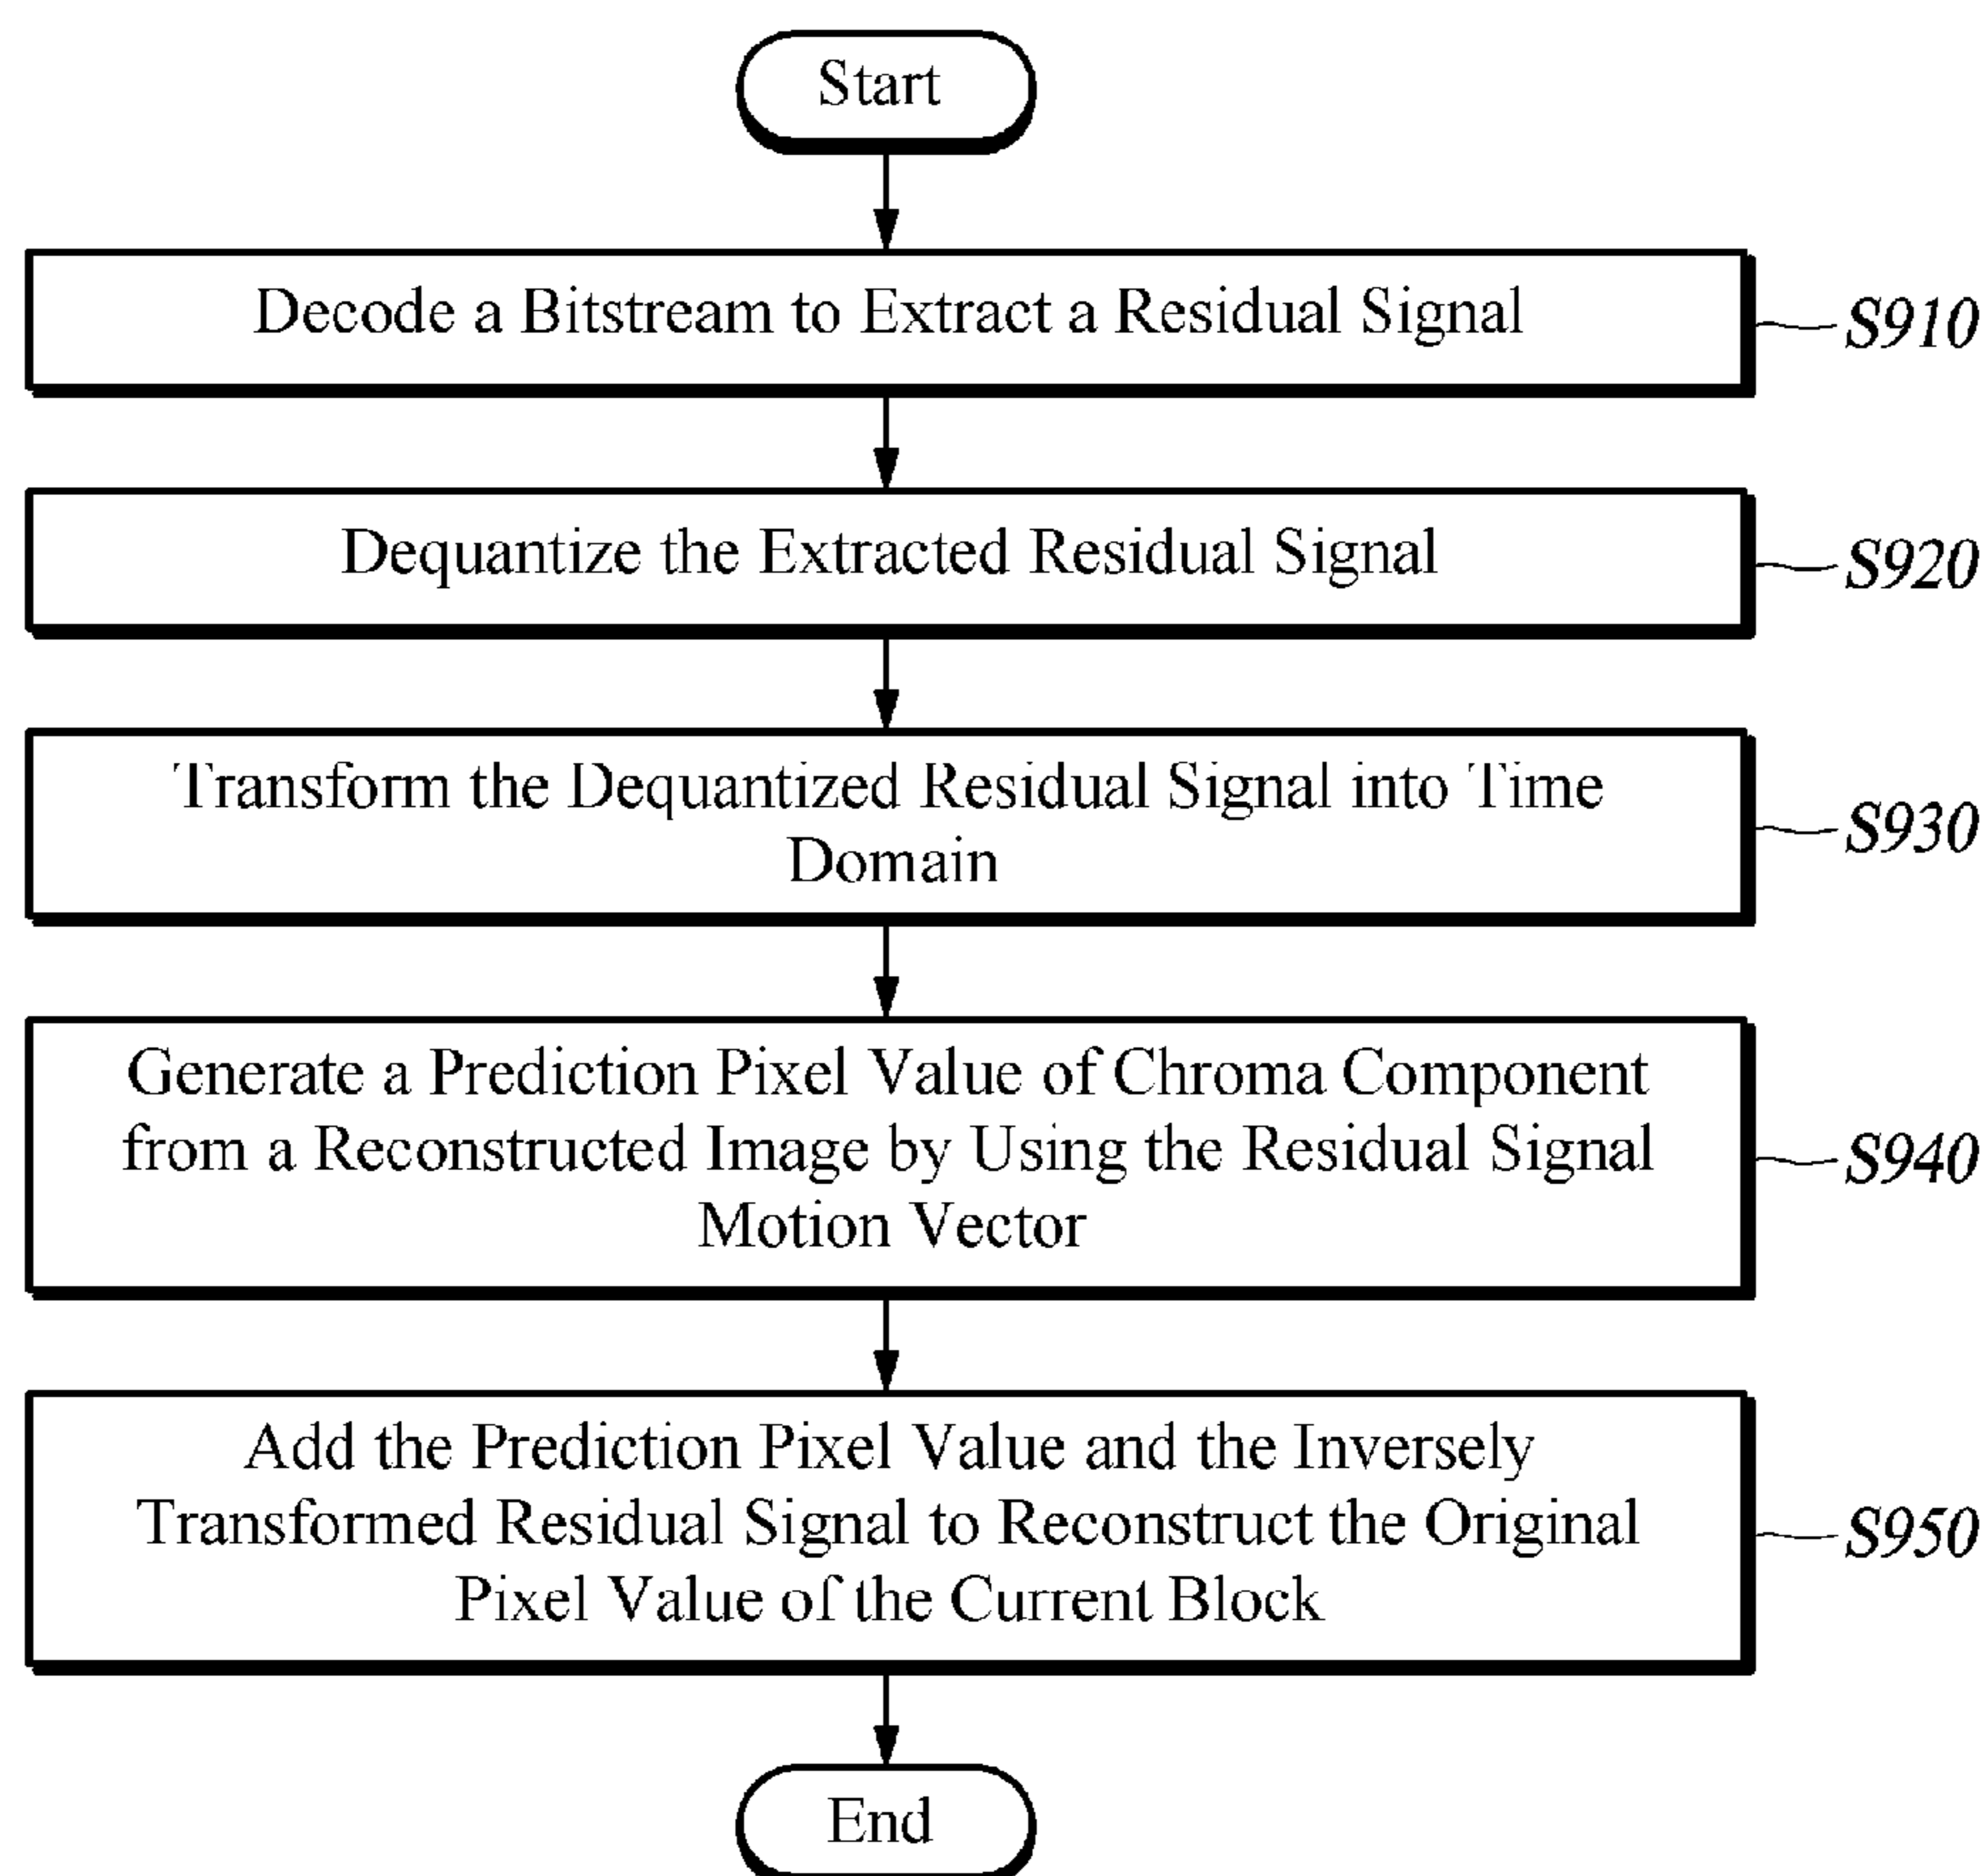 Start
Decode a Bitstream to Extract a Residual Signal
S910
Dequantize the Extracted Residual Signal
S920
Transform the Dequantized Residual Signal into Time
Domain
S930
Generate a Prediction Pixel Value of Chroma Component
from a Reconstructed Image by Using the Residual Signal
Motion Vector
S940
Add the Prediction Pixel Value and the Inversely
Transformed Residual Signal to Reconstruct the Original
Pixel Value of the Current Block
S950
End